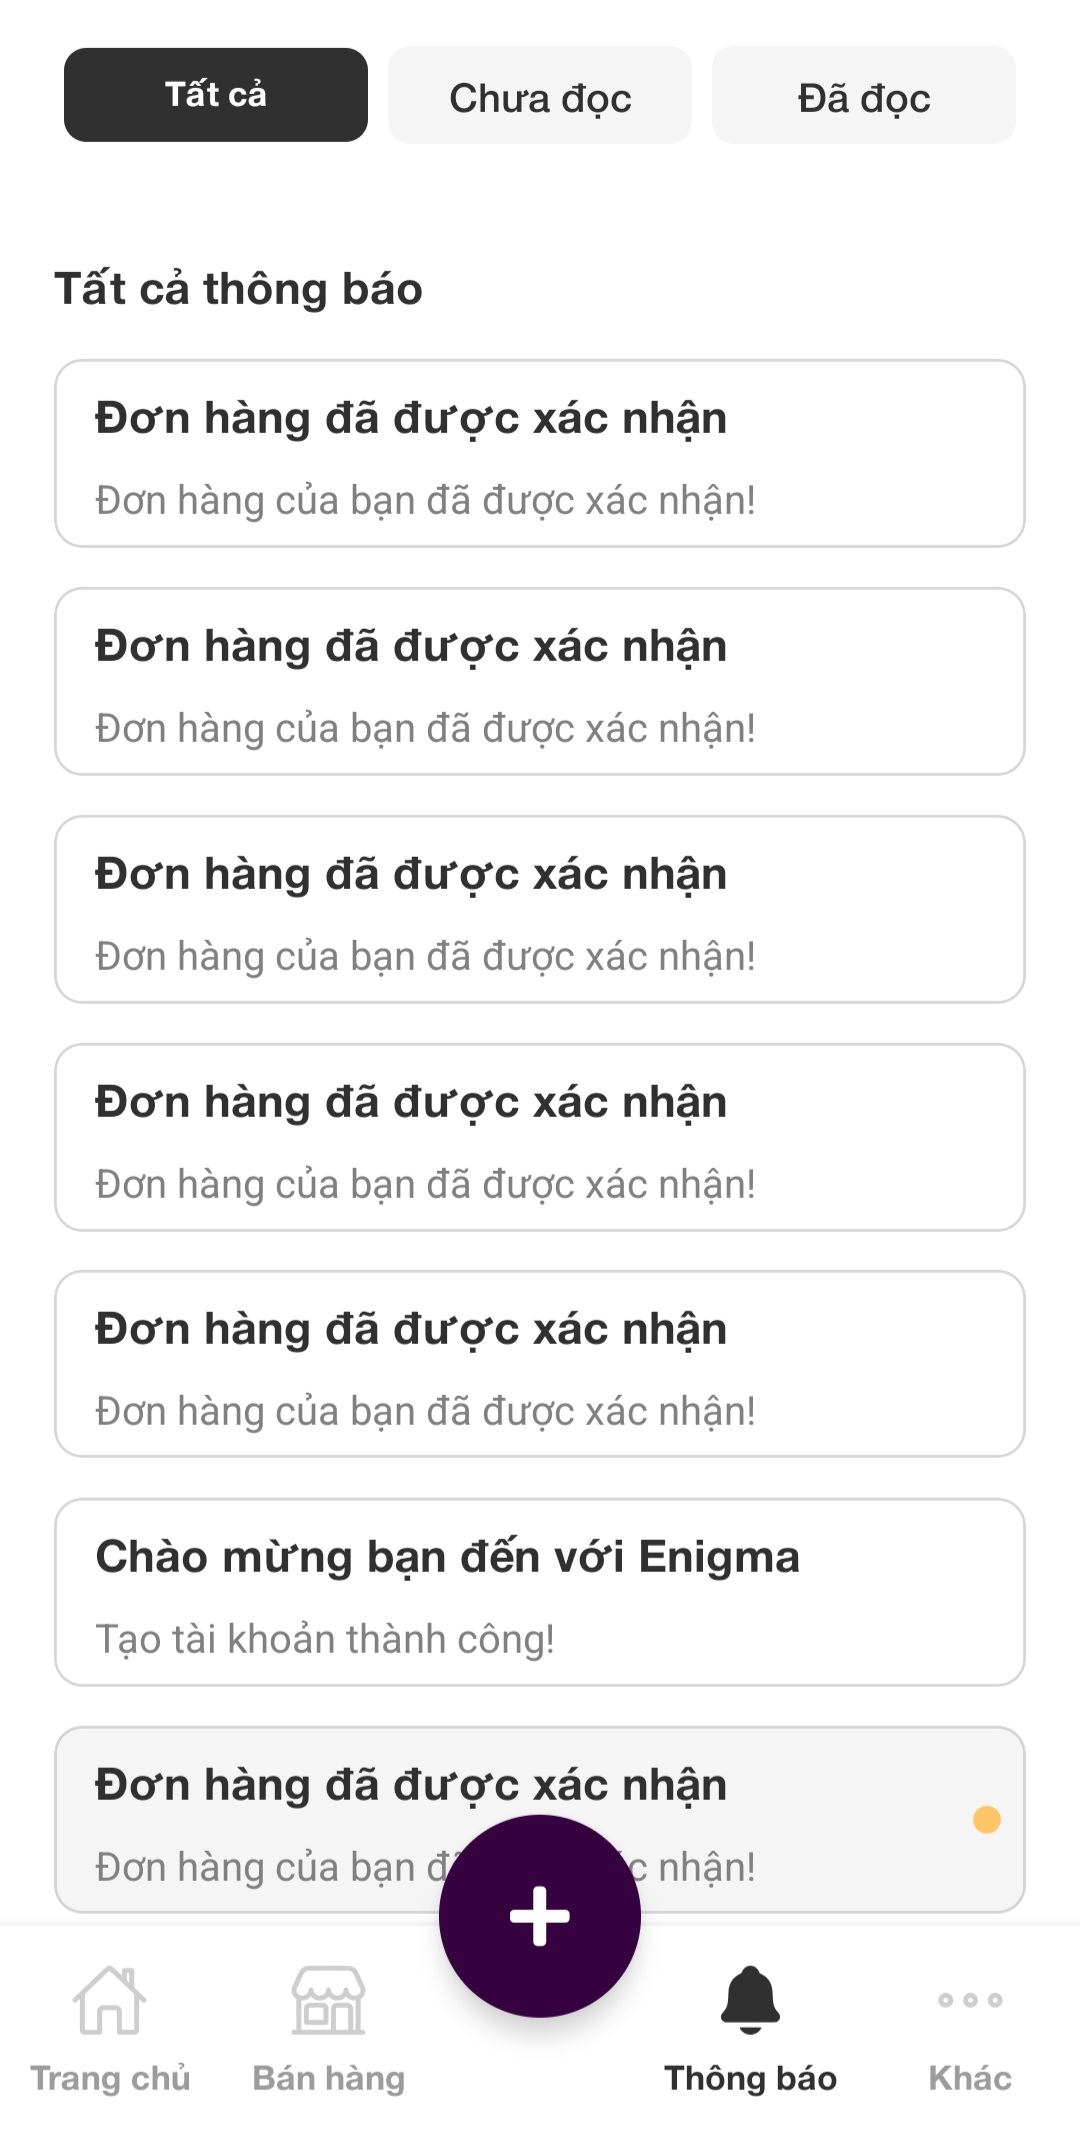 Tất cả
Chưa đọc
Đã đọc
Tất cả thông báo
Đơn hàng đã được xác nhận
Đơn hàng của bạn đã được xác nhận!
Đơn hàng đã được xác nhận
Đơn hàng của bạn đã được xác nhận!
Đơn hàng đã được xác nhận
Đơn hàng của bạn đã được xác nhận!
Đơn hàng đã được xác nhận
Đơn hàng của bạn đã được xác nhận!
Đơn hàng đã được xác nhận
Đơn hàng của bạn đã được xác nhận!
Chào mừng bạn đến với Enigma
Tạo tài khoản thành công!
Đơn hàng đã được xác nhận
Đơn hàng của bạn nhận!
Trang chủ
Bán hàng
Thông báo
Khác